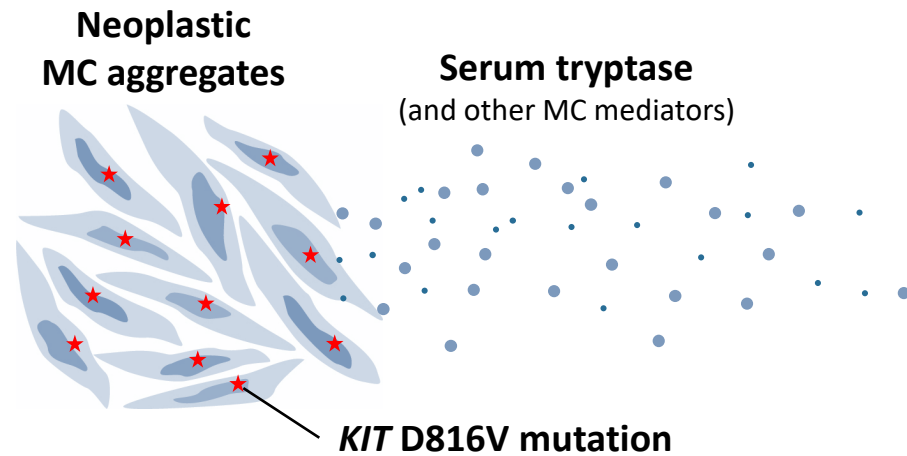 Neoplastic
MC aggregates
Serum tryptase
(and other MC mediators)
KIT D816V mutation